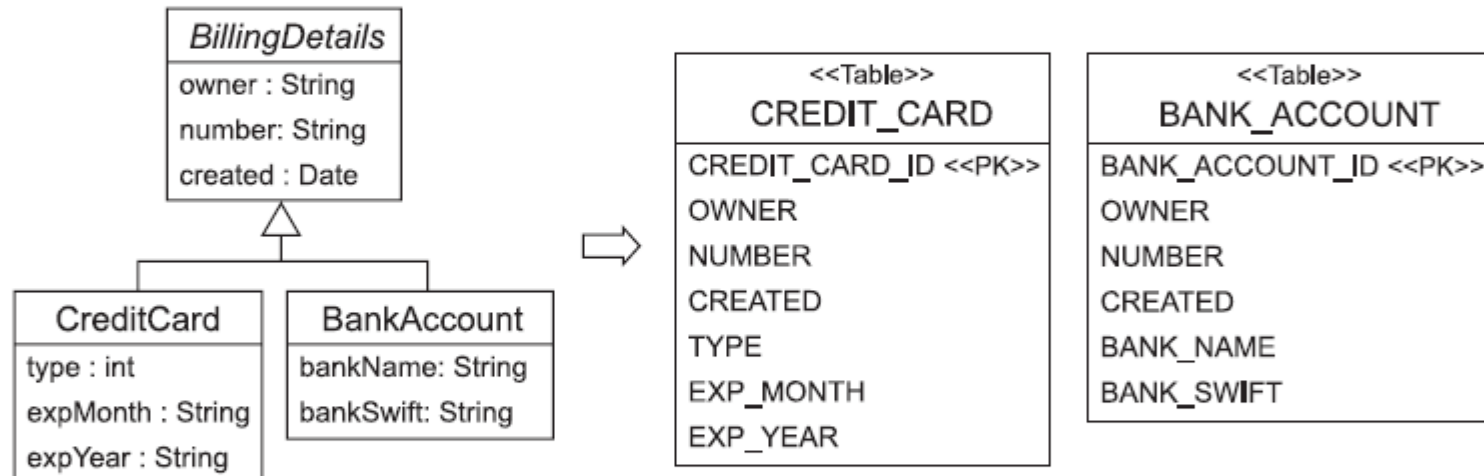 BillingDetails
owner : String
number: String
created : Date
CreditCard
type : int
expMonth : String
expYear : String
BankAccount
bankName: String
bankSwift: String
<<Table>>
CREDIT_CARD
CREDIT_CARD_ID <<PK>>
OWNER
NUMBER
CREATED
TYPE
EXP_MONTH
EXP_YEAR
<<Table>>
BANK_ACCOUNT
BANK_ACCOUNT_ID <<PK>>
OWNER
NUMBER
CREATED
BANK_NAME
BANK_SWIFT